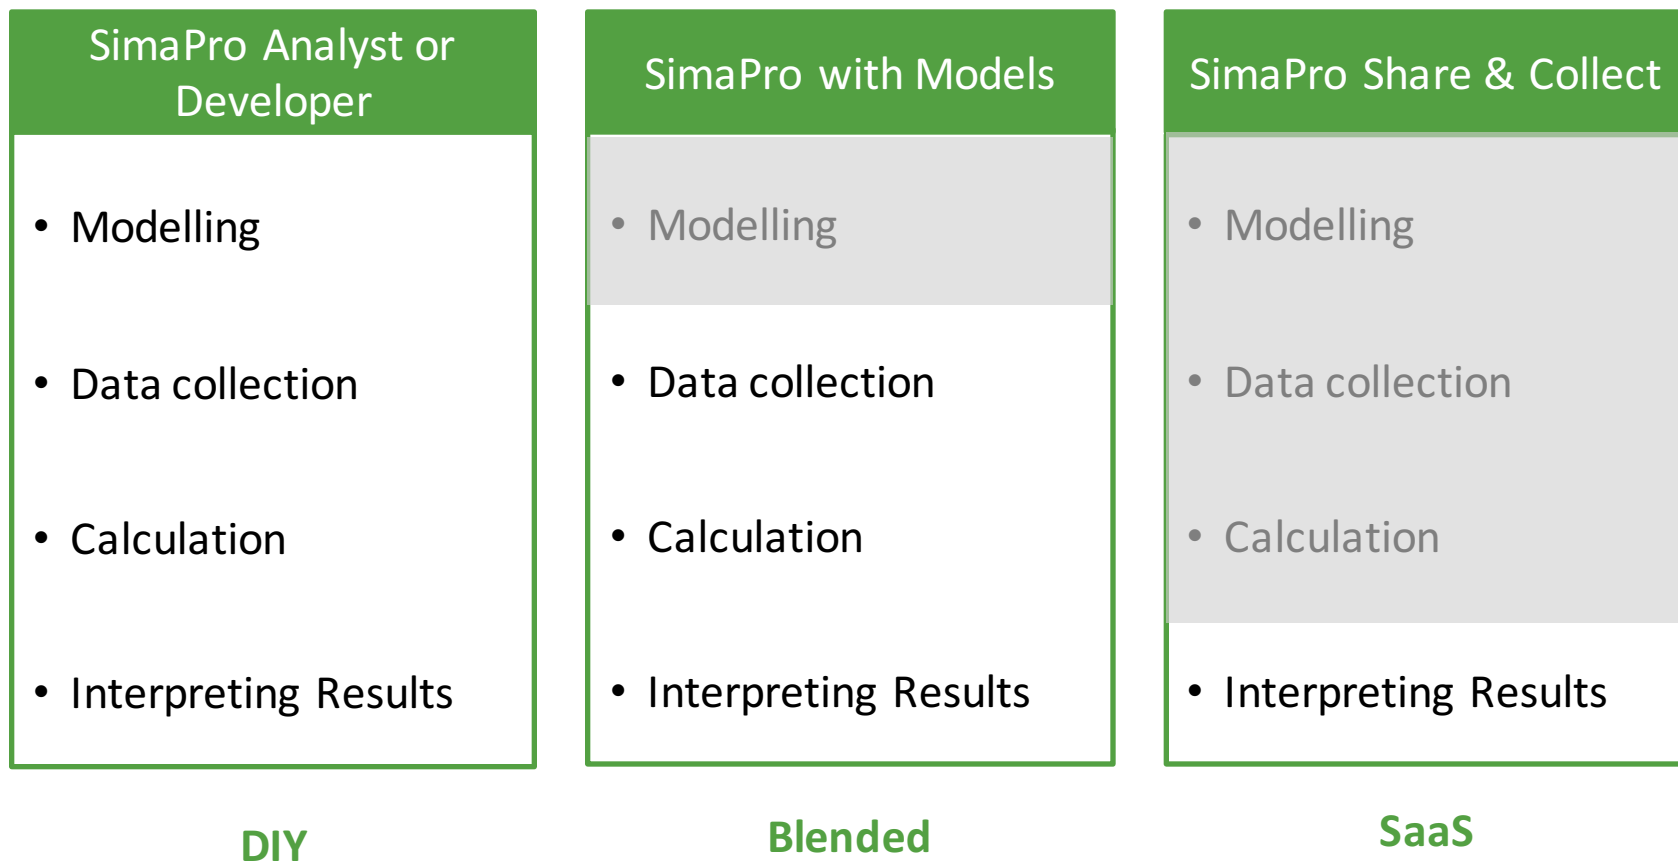 SimaPro Analyst or
Developer
• Modelling
• Data collection
• Calculation
• Interpreting Results
DIY
SimaPro with Models
• Modelling
• Data collection
• Calculation
• Interpreting Results
Blended
SimaPro Share & Collect
• Modelling
• Data collection
• Calculation
• Interpreting Results
SaaS